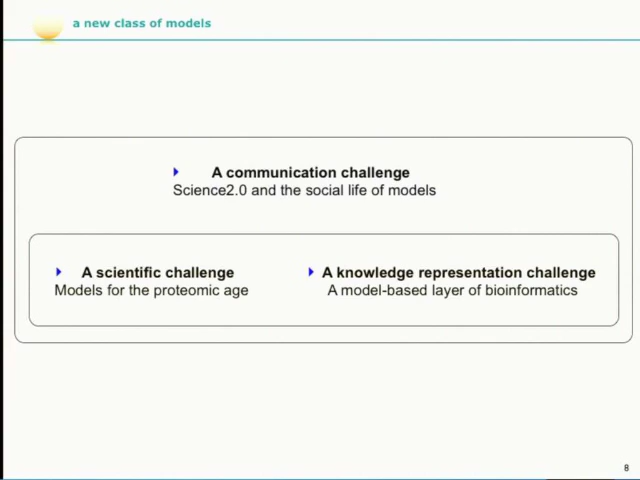 a new class of models
A communication challenge
Science2.0 and the social life of models
A scientific challenge
Models for the proteomic age
A knowledge representation challenge
A model-based layer of bioinformatics
8